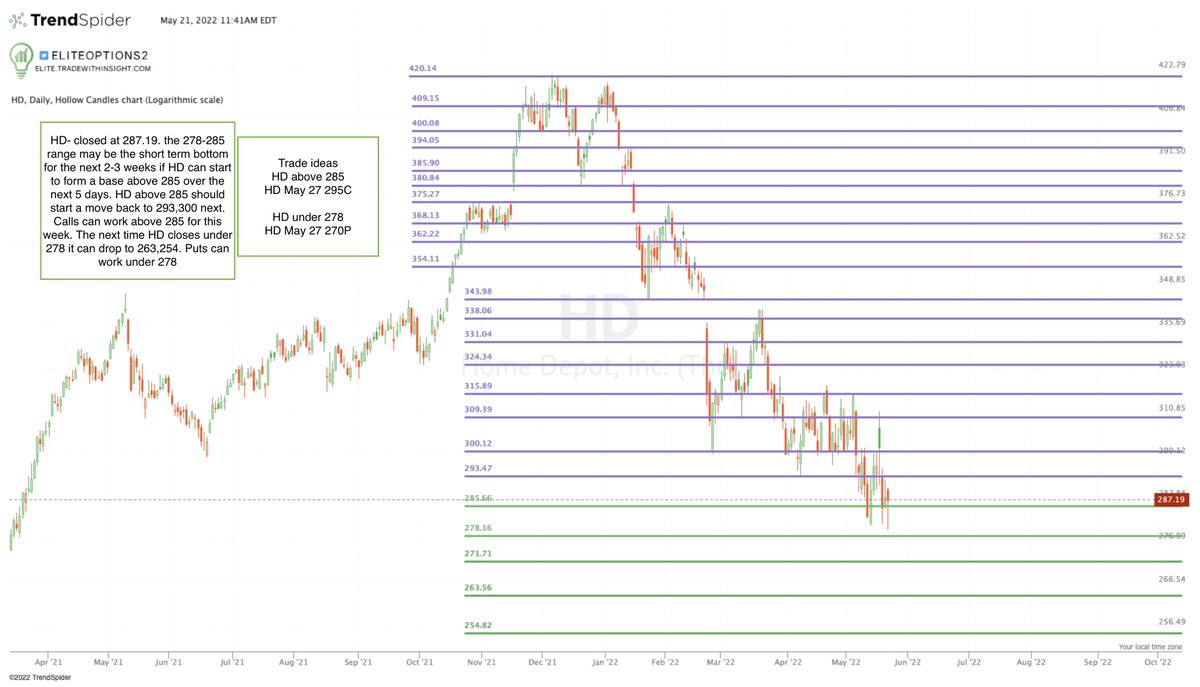 TrendSpider
May 21, 2022 11:41AM EDT
ELITEOPTIONS2
ELITE.TRADEWITHINSIGHT.COM
HD, Daily, Hollow Candles chart (Logarithmic scale)
HD- closed at 287.19. the 278-285
range may be the short term bottom
for the next 2-3 weeks if HD can start
to form a base above 285 over the
next 5 days. HD above 285 should
start a move back to 293,300 next.
Calls can work above 285 for this
week. The next time HD closes under
278 it can drop to 263,254. Puts can
work under 278
Trade ideas
HD above 285
HD May 27 295C
HD under 278
HD May 27 270P
420.14
409.15
400.08
394.05
385.90
380.84
375.27
368.13
362.22
354.11
343.98
338.06
331.04
324.34
315.89
309.39
300.12
293.47
285.66
278.16
271.71
263.56
254.82
HD
Home Depot, Inc. (T
422.79
406.84
391.50
376.73
362.52
348.85
335.69
323.03
310.85
287.19
276.99
266.54
256.49
Your local time zone
Apr '21
May '21
Jun '21
Jul '21
Aug '21
Sep '21
Oct '21
Nov '21
Dec '21
Jan '22
Feb '22
Mar '22
Apr '22
May '22
Jun '22
Jul '22
Aug '22
Sep '22
Oct '22
©2022 TrendSpider